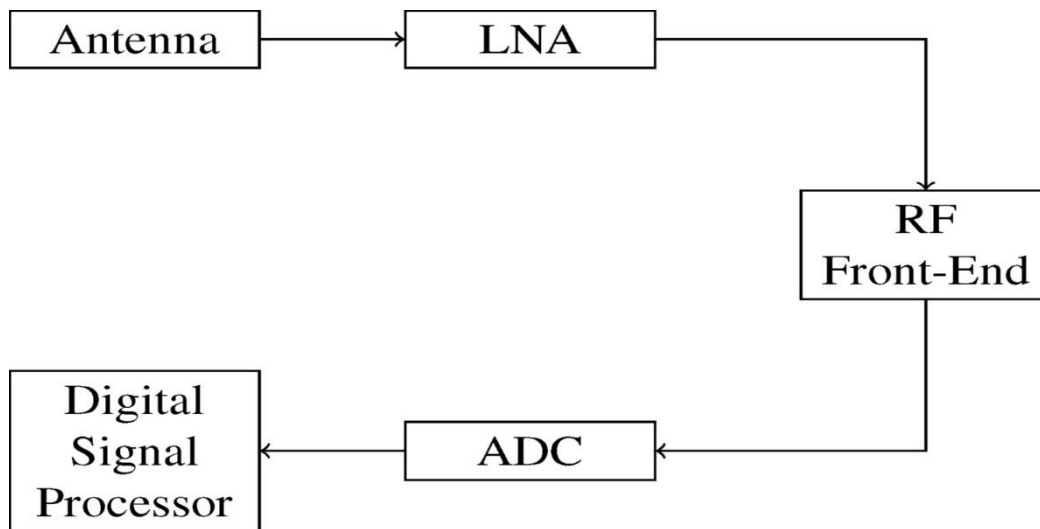 Antenna
LNA
RF
Front-End
ADC
Digital
Signal
Processor